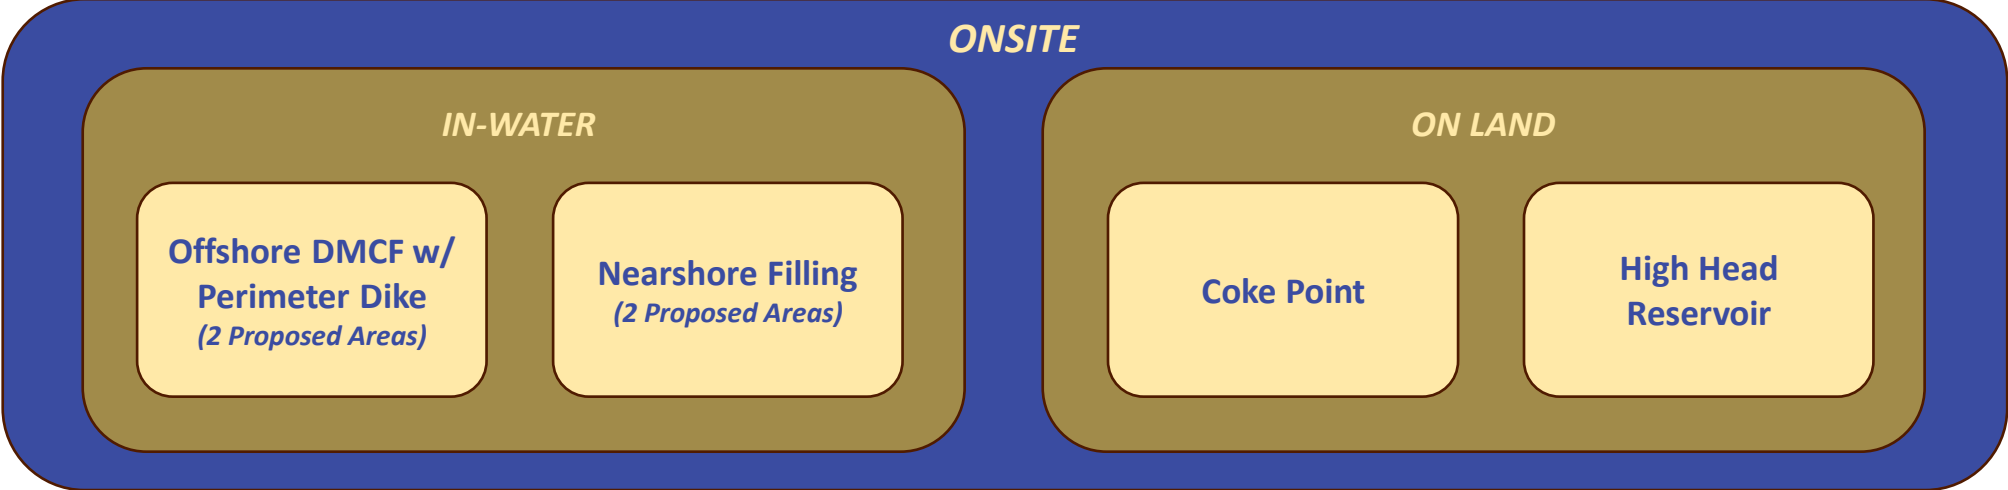 ONSITE
IN-WATER
Offshore DMCF w/
Perimeter Dike
(2 Proposed Areas)
Nearshore Filling
(2 Proposed Areas)
ON LAND
Coke Point
High Head
Reservoir